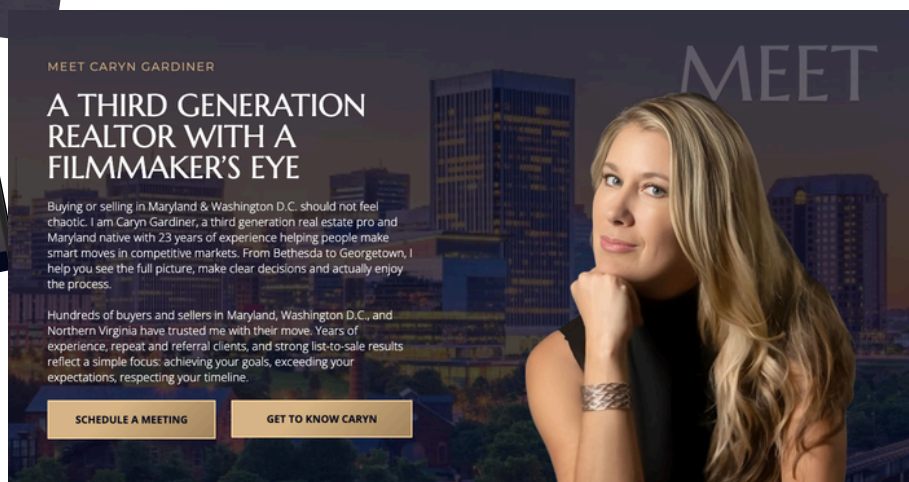 MEET
MEET CARYN GARDINER
A THIRD GENERATION
REALTOR WITH A
FILMMAKER'S EYE
Buying or selling in Maryland & Washington D.C. should not feel
chaotic. I am Caryn Gardiner, a third generation real estate pro and
Maryland native with 23 years of experience helping people make
smart moves in competitive markets. From Bethesda to Georgetown, I
help you see the full picture, make clear decisions and actually enjoy
the process.
Hundreds of buyers and sellers in Maryland, Washington D.C., and
Northern Virginia have trusted me with their move. Years of
experience, repeat and referral clients, and strong list-to-sale results
reflect a simple focus: achieving your goals, exceeding your
expectations, respecting your timeline.
SCHEDULE A MEETING
GET TO KNOW CARYN